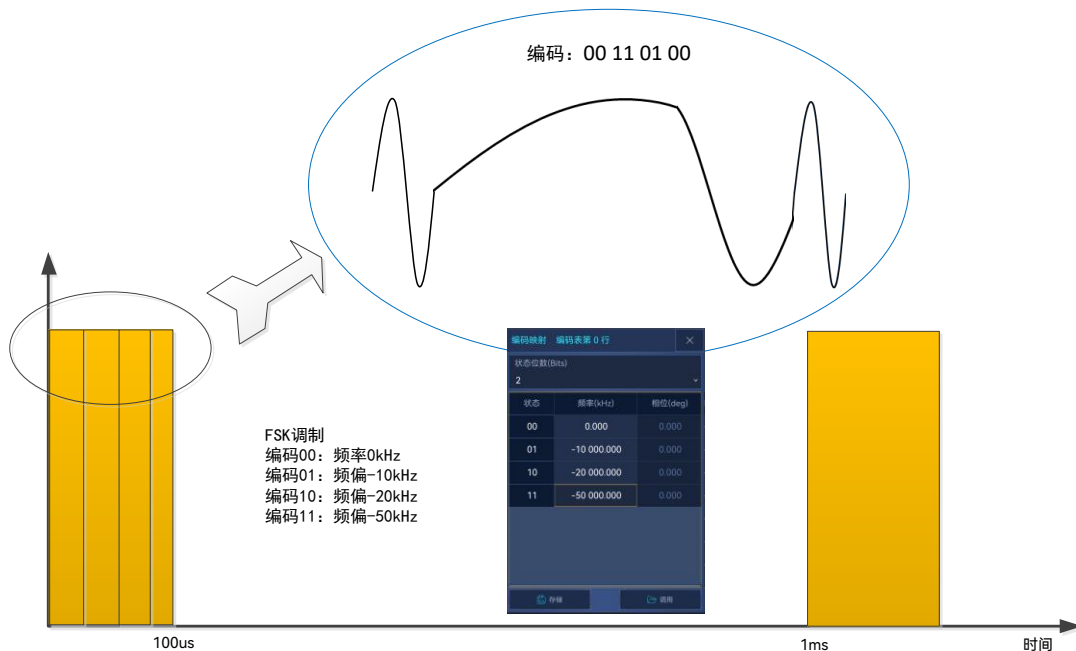 编码：00 11 01 00
FSK调制
编码00：频率0kHz
编码01：频偏-10kHz
编码10：频偏-20kHz
编码11：频偏-50kHz
编码映射 编码表第 0 行
状态位数(Bits)
2
状态 频率(kHz) 相位(deg)
00 0.000 0.000
01 -10 000.000 0.000
10 -20 000.000 0.000
11 -50 000.000 0.000
存储 调用
100us 1ms 时间